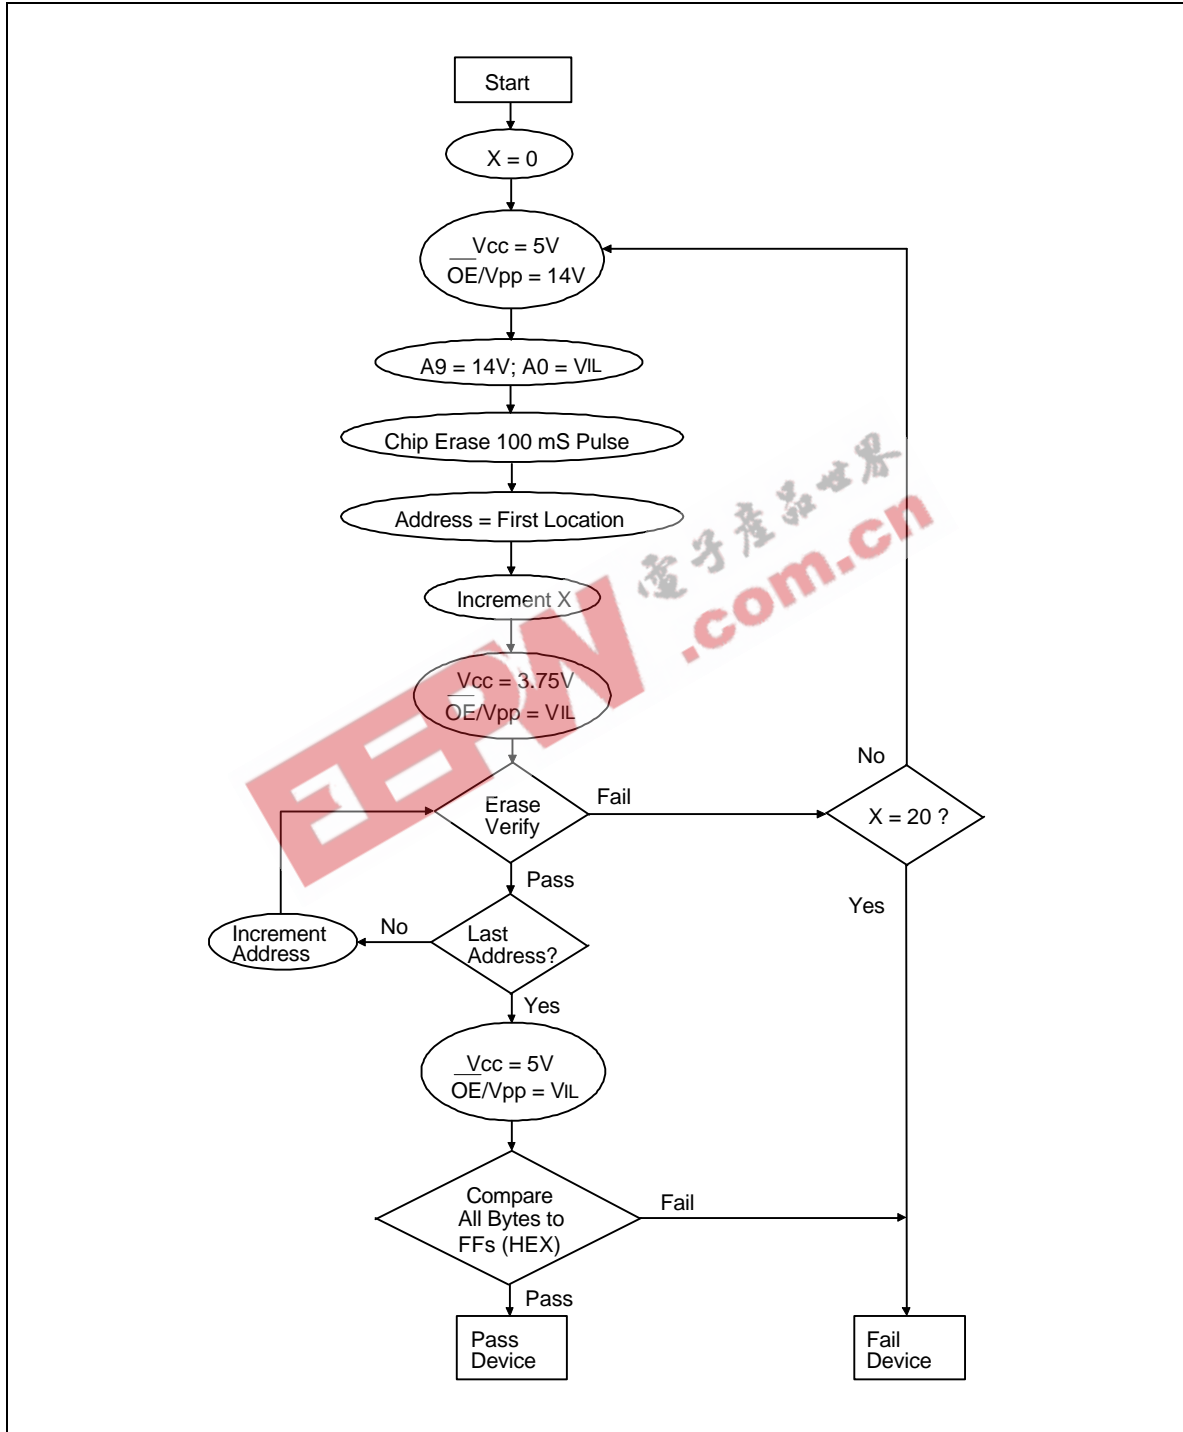 Start
X = 0
Vcc = 5V
OE/Vpp = 14V
A9 = 14V; A0 = VIL
Chip Erase 100 mS Pulse
Address = First Location
電子產品世界
.com.cn
Increment X
EEPW
Vcc = 3.75V
OE/Vpp = VIL
No
Erase
Verify
Fail
X = 20 ?
Pass
Yes
Increment
Address
No
Last
Address?
Yes
Vcc = 5V
OE/Vpp = VIL
Compare
All Bytes to
FFs (HEX)
Fail
Pass
Pass
Device
Fail
Device